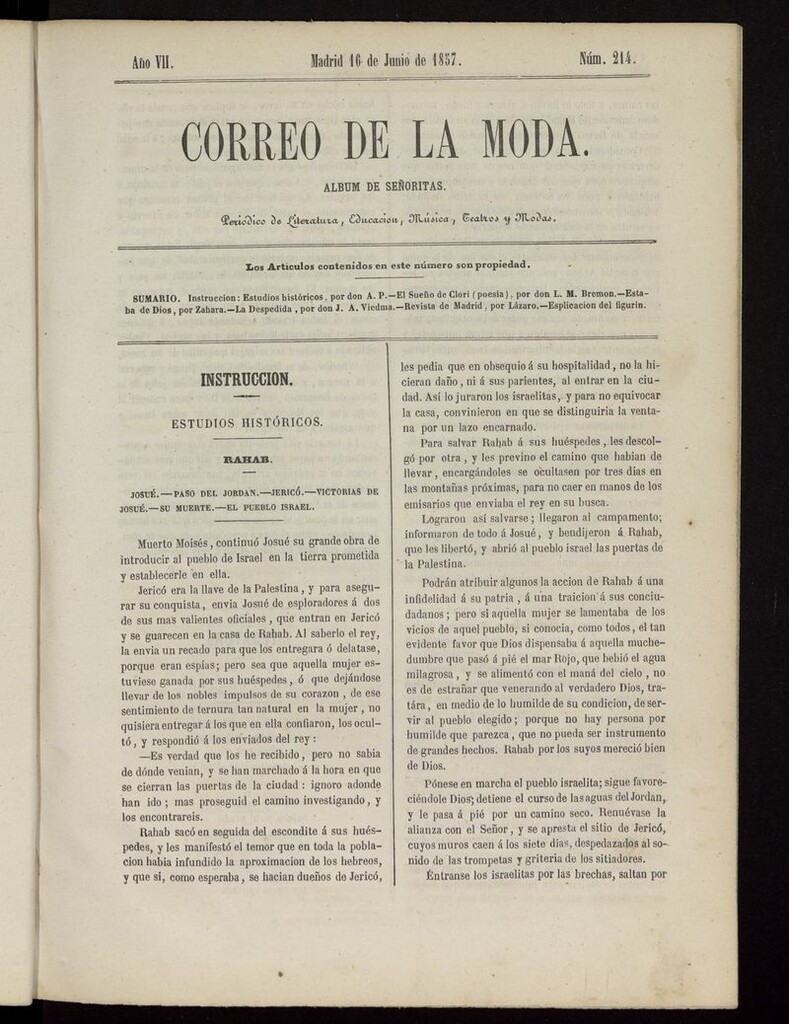 Año VII.
Madrid 16 de Junio de 1857.
Núm. 214.
CORREO DE LA MODA.
ALBUM DE SEÑORITAS.
Periódico de Literatura, Educacion, Música, Teatros y Modas.
Los Artículos contenidos en este número son propiedad.
SUMARIO. Instruccion: Estudios históricos, por don A. P.—El Sueño de Clori (poesia), por don L. M. Bremon.—Esta-
ba de Dios, por Zahara.—La Despedida, por don J. A. Viedma.—Revista de Madrid, por Lázaro.—Esplicacion del figurin.
INSTRUCCION.
ESTUDIOS HISTÓRICOS.
RAHAB.
JOSUÉ.—PASO DEL JORDAN.—JERICÓ.—VICTORIAS DE
JOSUÉ.—SU MUERTE.—EL PUEBLO ISRAEL.
Muerto Moisés, continuó Josué su grande obra de
introducir al pueblo de Israel en la tierra prometida
y establecerle en ella.
Jericó era la llave de la Palestina, y para asegu-
rar su conquista, envia Josué de esploradores á dos
de sus mas valientes oficiales, que entran en Jericó
y se guarecen en la casa de Rahab. Al saberlo el rey,
la envia un recado para que los entregara ó delatase,
porque eran espías; pero sea que aquella mujer es-
tuviese ganada por sus huéspedes, ó que dejándose
llevar de los nobles impulsos de su corazon, de ese
sentimiento de ternura tan natural en la mujer, no
quisiera entregar á los que en ella confiaron, los ocul-
tó, y respondió á los enviados del rey:
—Es verdad que los he recibido, pero no sabia
de dónde venian, y se han marchado á la hora en que
se cierran las puertas de la ciudad: ignoro adonde
han ido; mas proseguid el camino investigando, y
los encontrareis.
Rahab sacó en seguida del escondite á sus hués-
pedes, y les manifestó el temor que en toda la pobla-
cion habia infundido la aproximacion de los hebreos,
y que si, como esperaba, se hacian dueños de Jericó,
les pedia que en obsequio á su hospitalidad, no la hi-
cieran daño, ni á sus parientes, al entrar en la ciu-
dad. Así lo juraron los israelitas, y para no equivocar
la casa, convinieron en que se distinguiria la venta-
na por un lazo encarnado.
Para salvar Rahab á sus huéspedes, les descol-
gó por otra, y les previno el camino que habian de
llevar, encargándoles se ocultasen por tres dias en
las montañas próximas, para no caer en manos de los
emisarios que enviaba el rey en su busca.
Lograron así salvarse; llegaron al campamento;
informaron de todo á Josué, y bendijeron á Rahab,
que les libertó, y abrió al pueblo israel las puertas de
la Palestina.
Podrán atribuir algunos la accion de Rahab á una
infidelidad á su patria, á una traicion á sus conciu-
dadanos; pero si aquella mujer se lamentaba de los
vicios de aquel pueblo, si conocia, como todos, el tan
evidente favor que Dios dispensaba á aquella muche-
dumbre que pasó á pié el mar Rojo, que bebió el agua
milagrosa, y se alimentó con el maná del cielo, no
es de estrañar que venerando al verdadero Dios, tra-
tára, en medio de lo humilde de su condicion, de ser-
vir al pueblo elegido; porque no hay persona por
humilde que parezca, que no pueda ser instrumento
de grandes hechos. Rahab por los suyos mereció bien
de Dios.
Pónese en marcha el pueblo israelita; sigue favore-
ciéndole Dios; detiene el curso de las aguas del Jordan,
y le pasa á pié por un camino seco. Renuévase la
alianza con el Señor, y se apresta el sitio de Jericó,
cuyos muros caen á los siete dias, despedazados al so-
nido de las trompetas y griteria de los sitiadores.
Éntranse los israelitas por las brechas, saltan por